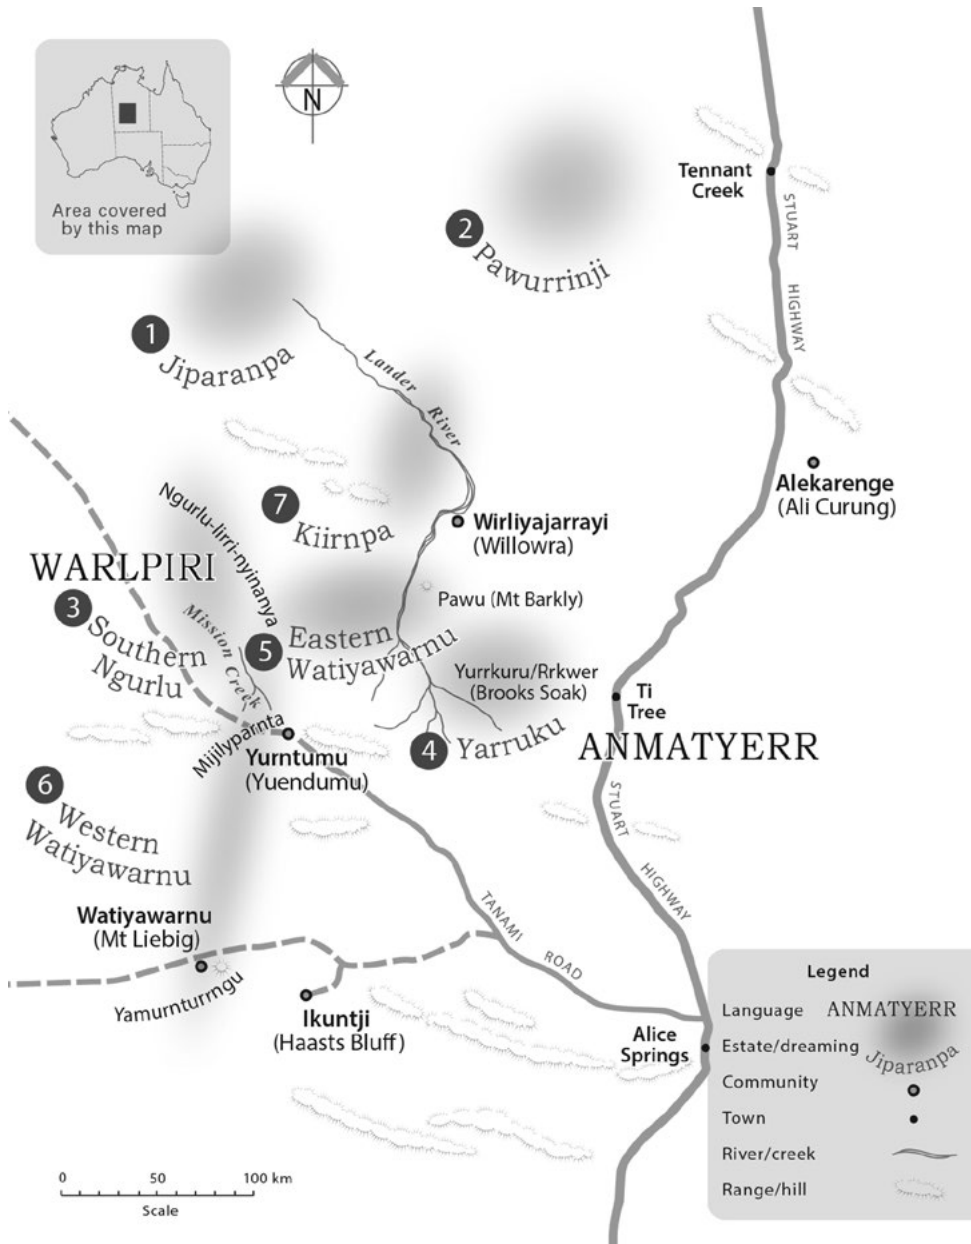 Area covered
by this map
N
Tennant
Creek
STUART
HIGHWAY
2
Pawurrinji
1
Jiparanpa
Lander
River
Alekarenge
(Ali Curung)
Ngurlu-lirri-nyinanya
7
Kiirnpa
Wirliyajarrayi
(Willowra)
WARLPIRI
Pawu (Mt Barkly)
3
Southern
Ngurlu
Mission Creek
5
Eastern
Watiyawarnu
Yurrkuru/Rrkwer
(Brooks Soak)
Ti
Tree
Mijilyparnta
Yurntumu
(Yuendumu)
4
Yarruku
ANMATYERR
6
Western
Watiyawarnu
STUART
HIGHWAY
Watiyawarnu
(Mt Liebig)
TANAMI
ROAD
Yamurnturrngu
Ikuntji
(Haasts Bluff)
Alice
Springs
Legend
Language ANMATYERR
Estate/dreaming Jiparanpa
Community
Town
River/creek
Range/hill
0 50 100 km
Scale